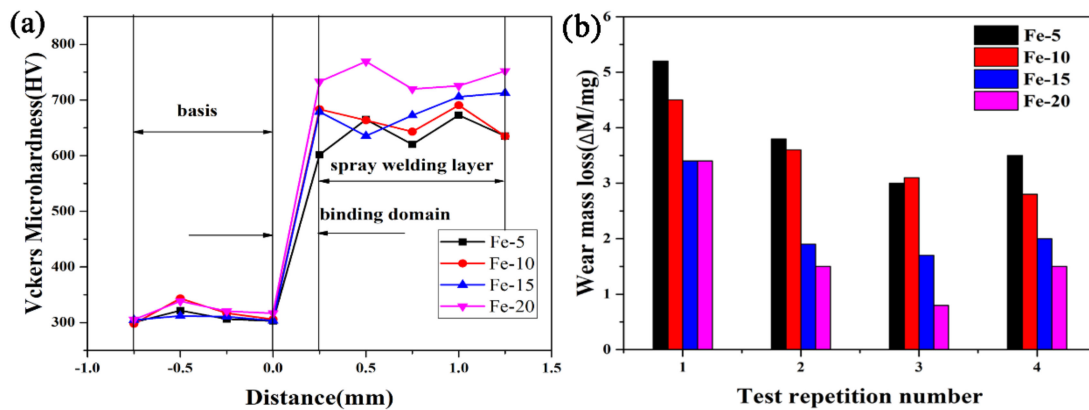 (a)
800
700
600
500
400
300
Vckers Microhardness(HV)
basis
spray welding layer
binding domain
Fe-5
Fe-10
Fe-15
Fe-20
-1.0 -0.5 0.0 0.5 1.0 1.5
Distance(mm)
(b)
6
5
4
3
2
1
0
Wear mass loss(ΔM/mg)
Fe-5
Fe-10
Fe-15
Fe-20
1 2 3 4
Test repetition number